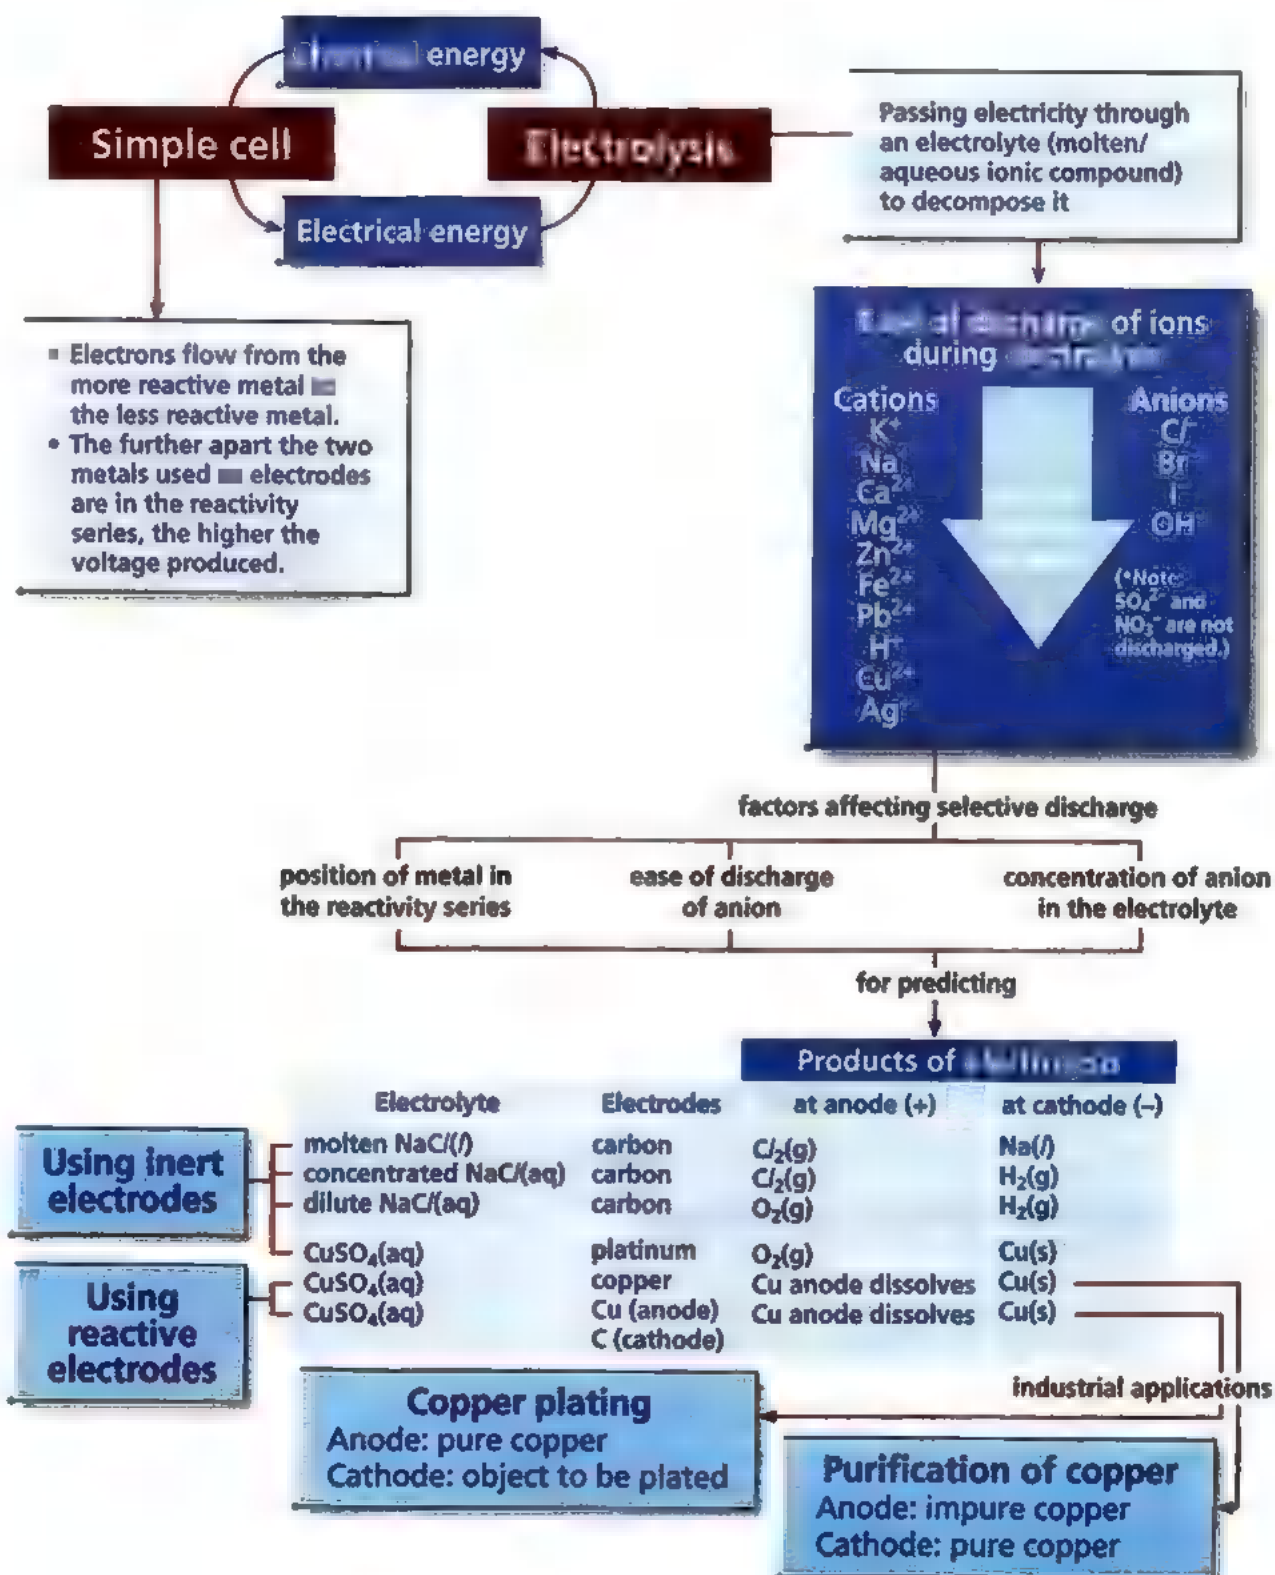 energy
Simple cell
Electrolysis
Electrical energy
Passing electricity through
an electrolyte (molten/
aqueous ionic compound)
to decompose it
▪ Electrons flow from the
more reactive metal
the less reactive metal.
• The further apart the two
metals used electrodes
are in the reactivity
series, the higher the
voltage produced.
of ions
during
Cations
K⁺
Na
Ca²⁺
Mg²⁺
Zn²⁺
Fe²⁺
Pb²⁺
H⁺
Cu²⁺
Ag⁺
Anions
Cl⁻
Br⁻
I⁻
OH⁻
(•Note
SO₄²⁻ and
NO₃⁻ are not
discharged.)
factors affecting selective discharge
position of metal in
the reactivity series
ease of discharge
of anion
concentration of anion
in the electrolyte
for predicting
Products of
Electrolyte Electrodes at anode (+) at cathode (–)
Using inert
electrodes
molten NaCl(l) carbon Cl₂(g) Na(l)
concentrated NaCl(aq) carbon Cl₂(g) H₂(g)
dilute NaCl(aq) carbon O₂(g) H₂(g)
CuSO₄(aq) platinum O₂(g) Cu(s)
Using
reactive
electrodes
CuSO₄(aq) copper Cu anode dissolves Cu(s)
CuSO₄(aq) Cu (anode) Cu anode dissolves Cu(s)
C (cathode)
industrial applications
Copper plating
Anode: pure copper
Cathode: object to be plated
Purification of copper
Anode: impure copper
Cathode: pure copper